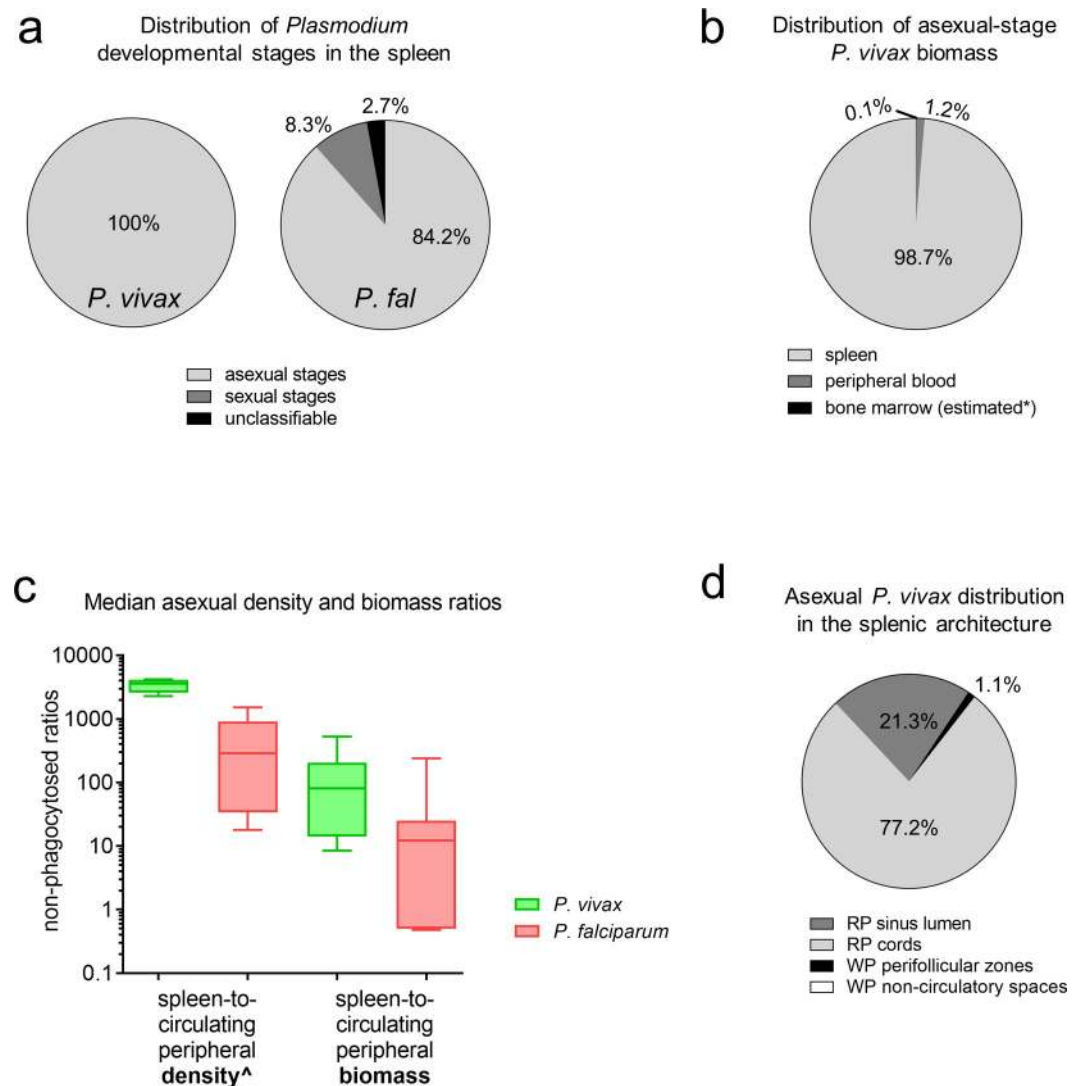 a
Distribution of Plasmodium
developmental stages in the spleen
2.7%
8.3%
100%
84.2%
P. vivax
P. fal
asexual stages
sexual stages
unclassifiable
b
Distribution of asexual-stage
P. vivax biomass
0.1%
1.2%
98.7%
spleen
peripheral blood
bone marrow (estimated*)
c
Median asexual density and biomass ratios
non-phagocytosed ratios
10000
1000
100
10
1
0.1
spleen-to-
circulating
peripheral
density^
spleen-to-
circulating
peripheral
biomass
P. vivax
P. falciparum
d
Asexual P. vivax distribution
in the splenic architecture
1.1%
21.3%
77.2%
RP sinus lumen
RP cords
WP perifollicular zones
WP non-circulatory spaces